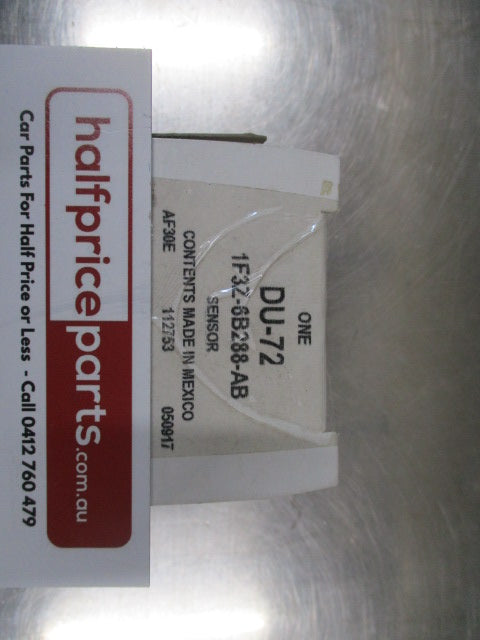 ONE
DU-72
1F3Z-6B288-AB
SENSOR
CONTENTS MADE IN MEXICO
AF30E 112753 050917
halfpriceparts.com.au
Car Parts For Half Price or Less - Call 0412 760 479